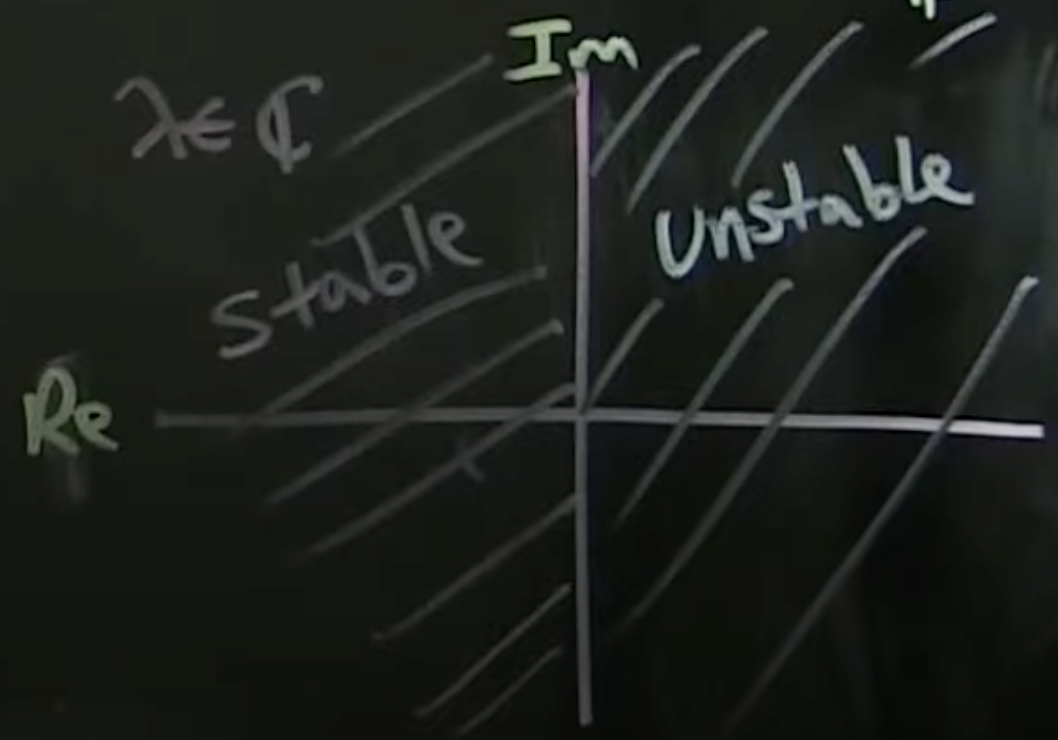 Im
λ∈ ℂ
Unstable
stable
Re